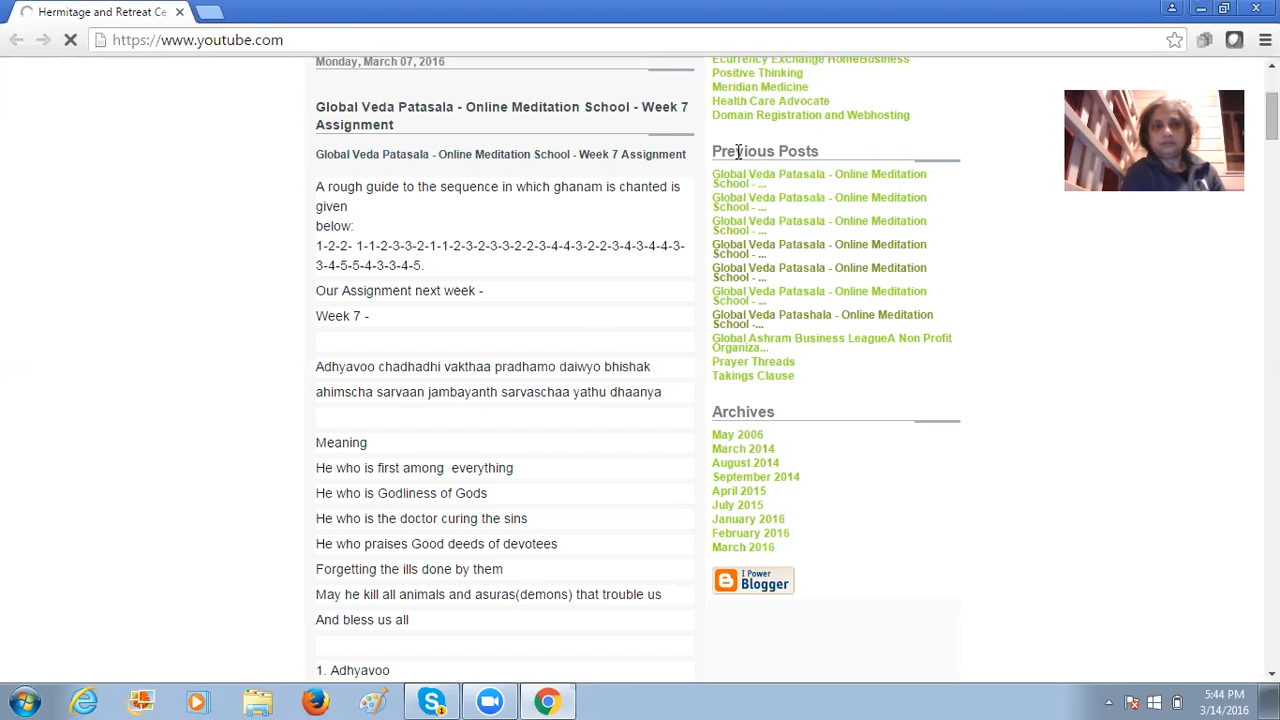 Hermitage and Retreat Ce
https://www.youtube.com
Monday, March 07, 2016
Global Veda Patasala - Online Meditation School - Week 7
Assignment
Global Veda Patasala - Online Meditation School - Week 7 Assignment
A rough guide to the sequence in which ghanam is chanted is
given
below:
1-2-2- 1-1-2-3-3-2-1-1-2-3-2-3-3-2-2-3-4-4-3-2-2-3-4-3-4-4-3-
3-4-5-5-4-3-3-4-5.
Our Assignment next week -
Week 7 -
Adhyavoo chadhadhi vakthaa pradhamo daiwyo bhishak
ahimscha sarvaan jambayanth sarvaschaa yathu dhaanya
Meaning
He who is first among everything
He who is Godliness of Gods
He who is the doctor curing the sins
He who praises Good deeds of devotees
Forgetting the ills done by them
May he kill all animals and asuras(demons) that trouble us
And bless us all
1. Adhyavoo
Ecurrency Exchange HomeBusiness
Positive Thinking
Meridian Medicine
Health Care Advocate
Domain Registration and Webhosting
Previous Posts
Global Veda Patasala - Online Meditation
School - ...
Global Veda Patasala - Online Meditation
School - ...
Global Veda Patasala - Online Meditation
School - ...
Global Veda Patasala - Online Meditation
School - ...
Global Veda Patasala - Online Meditation
School - ...
Global Veda Patasala - Online Meditation
School - ...
Global Veda Patashala - Online Meditation
School -...
Global Ashram Business LeagueA Non Profit
Organiza...
Prayer Threads
Takings Clause
Archives
May 2006
March 2014
August 2014
September 2014
April 2015
July 2015
January 2016
February 2016
March 2016
I Power
Blogger
5:44 PM
3/14/2016